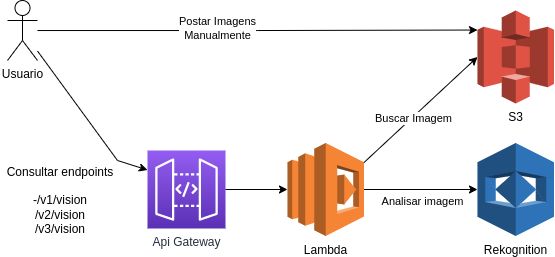 Postar Imagens
Manualmente
Usuario
S3
Buscar Imagem
Consultar endpoints
-/v1/vision
/v2/vision
/v3/vision
Analisar imagem
Api Gateway
Lambda
Rekognition